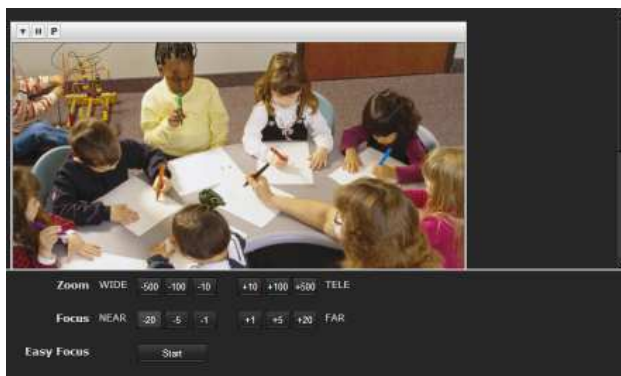 ▼ H P
Zoom WIDE -500 -100 -10 +10 +100 +500 TELE
Focus NEAR -20 -5 -1 +1 +5 +20 FAR
Easy Focus Start